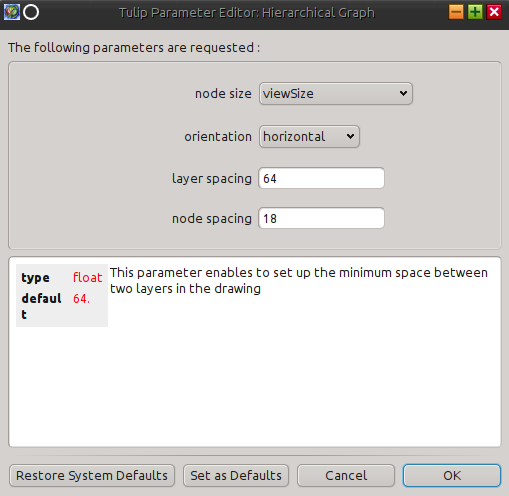 Tulip Parameter Editor: Hierarchical Graph
The following parameters are requested :
node size viewSize
orientation horizontal
layer spacing 64
node spacing 18
type float
defaul
t 64.
This parameter enables to set up the minimum space between
two layers in the drawing
Restore System Defaults Set as Defaults Cancel OK